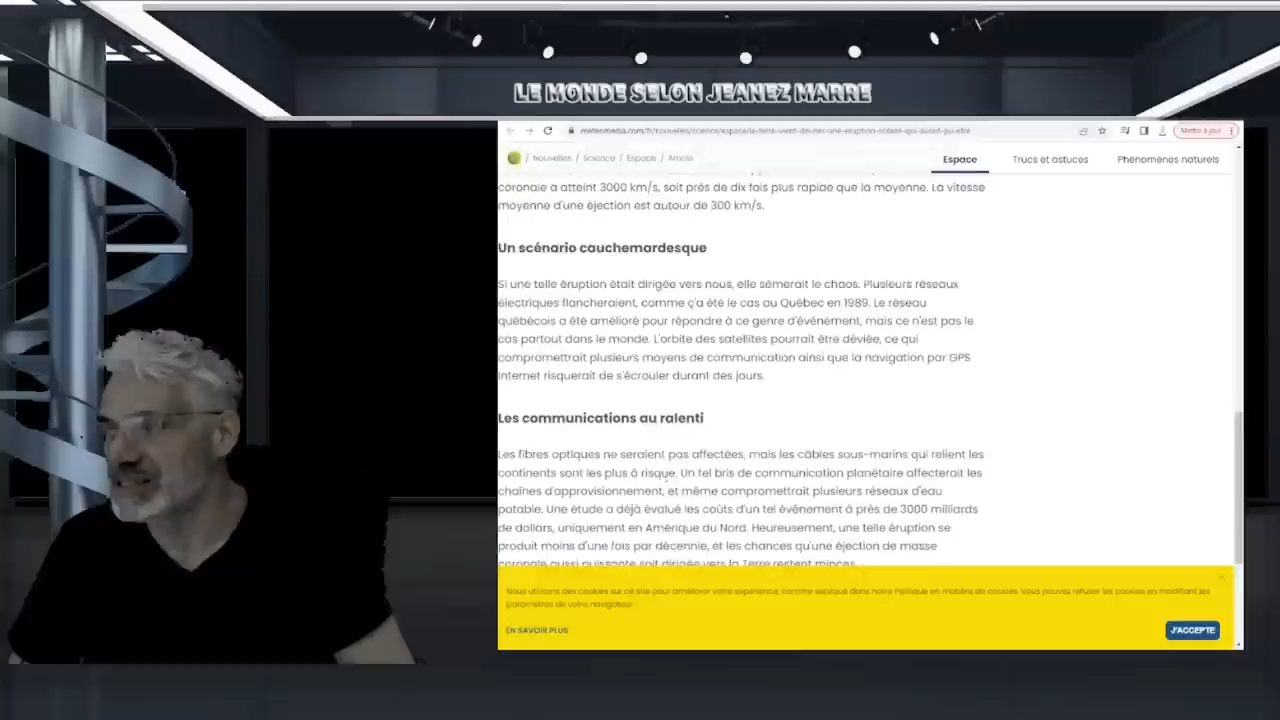 LE MONDE SELON JEANEZ MARRE
meteomedia.com/fr/nouvelles/science/espace/la-terre-vient-deviter-une-eruption-solaire-qui-aurait-pu-etre
Mettre à jour
/ Nouvelles / Science / Espace / Article
Espace Trucs et astuces Phénomènes naturels
coronale a atteint 3000 km/s, soit près de dix fois plus rapide que la moyenne. La vitesse
moyenne d'une éjection est autour de 300 km/s.
Un scénario cauchemardesque
Si une telle éruption était dirigée vers nous, elle sèmerait le chaos. Plusieurs réseaux
électriques flancheraient, comme ç'a été le cas au Québec en 1989. Le réseau
québécois a été amélioré pour répondre à ce genre d'événement, mais ce n'est pas le
cas partout dans le monde. L'orbite des satellites pourrait être déviée, ce qui
compromettrait plusieurs moyens de communication ainsi que la navigation par GPS
Internet risquerait de s'écrouler durant des jours.
Les communications au ralenti
Les fibres optiques ne seraient pas affectées, mais les câbles sous-marins qui relient les
continents sont les plus à risque. Un tel bris de communication planétaire affecterait les
chaînes d'approvisionnement, et même compromettrait plusieurs réseaux d'eau
potable. Une étude a déjà évalué les coûts d'un tel événement à près de 3000 milliards
de dollars, uniquement en Amérique du Nord. Heureusement, une telle éruption se
produit moins d'une fois par décennie, et les chances qu'une éjection de masse
coronale aussi puissante soit dirigée vers la Terre restent minces.
Nous utilisons des cookies sur ce site pour améliorer votre expérience, comme expliqué dans notre Politique en matière de cookies. Vous pouvez refuser les cookies en modifiant les
paramètres de votre navigateur
EN SAVOIR PLUS
J'ACCEPTE